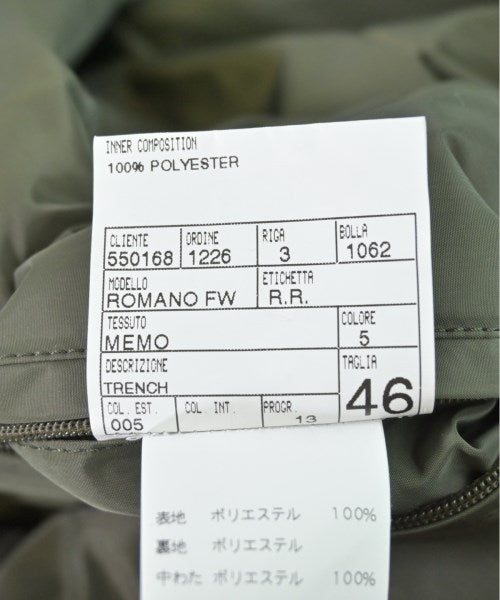 INNER COMPOSITION
100% POLYESTER
CLIENTE ORDINE RIGA BOLLA
550168 1226 3 1062
MODELLO ETICHETTA
ROMANO FW R.R.
TESSUTO COLORE
MEMO 5
DESCRIZIONE TAGLIA
TRENCH 46
COL. EST. COL INT. PROGR.
005 13
表地 ポリエステル 100%
裏地 ポリエステル 100%
中わた ポリエステル 100%